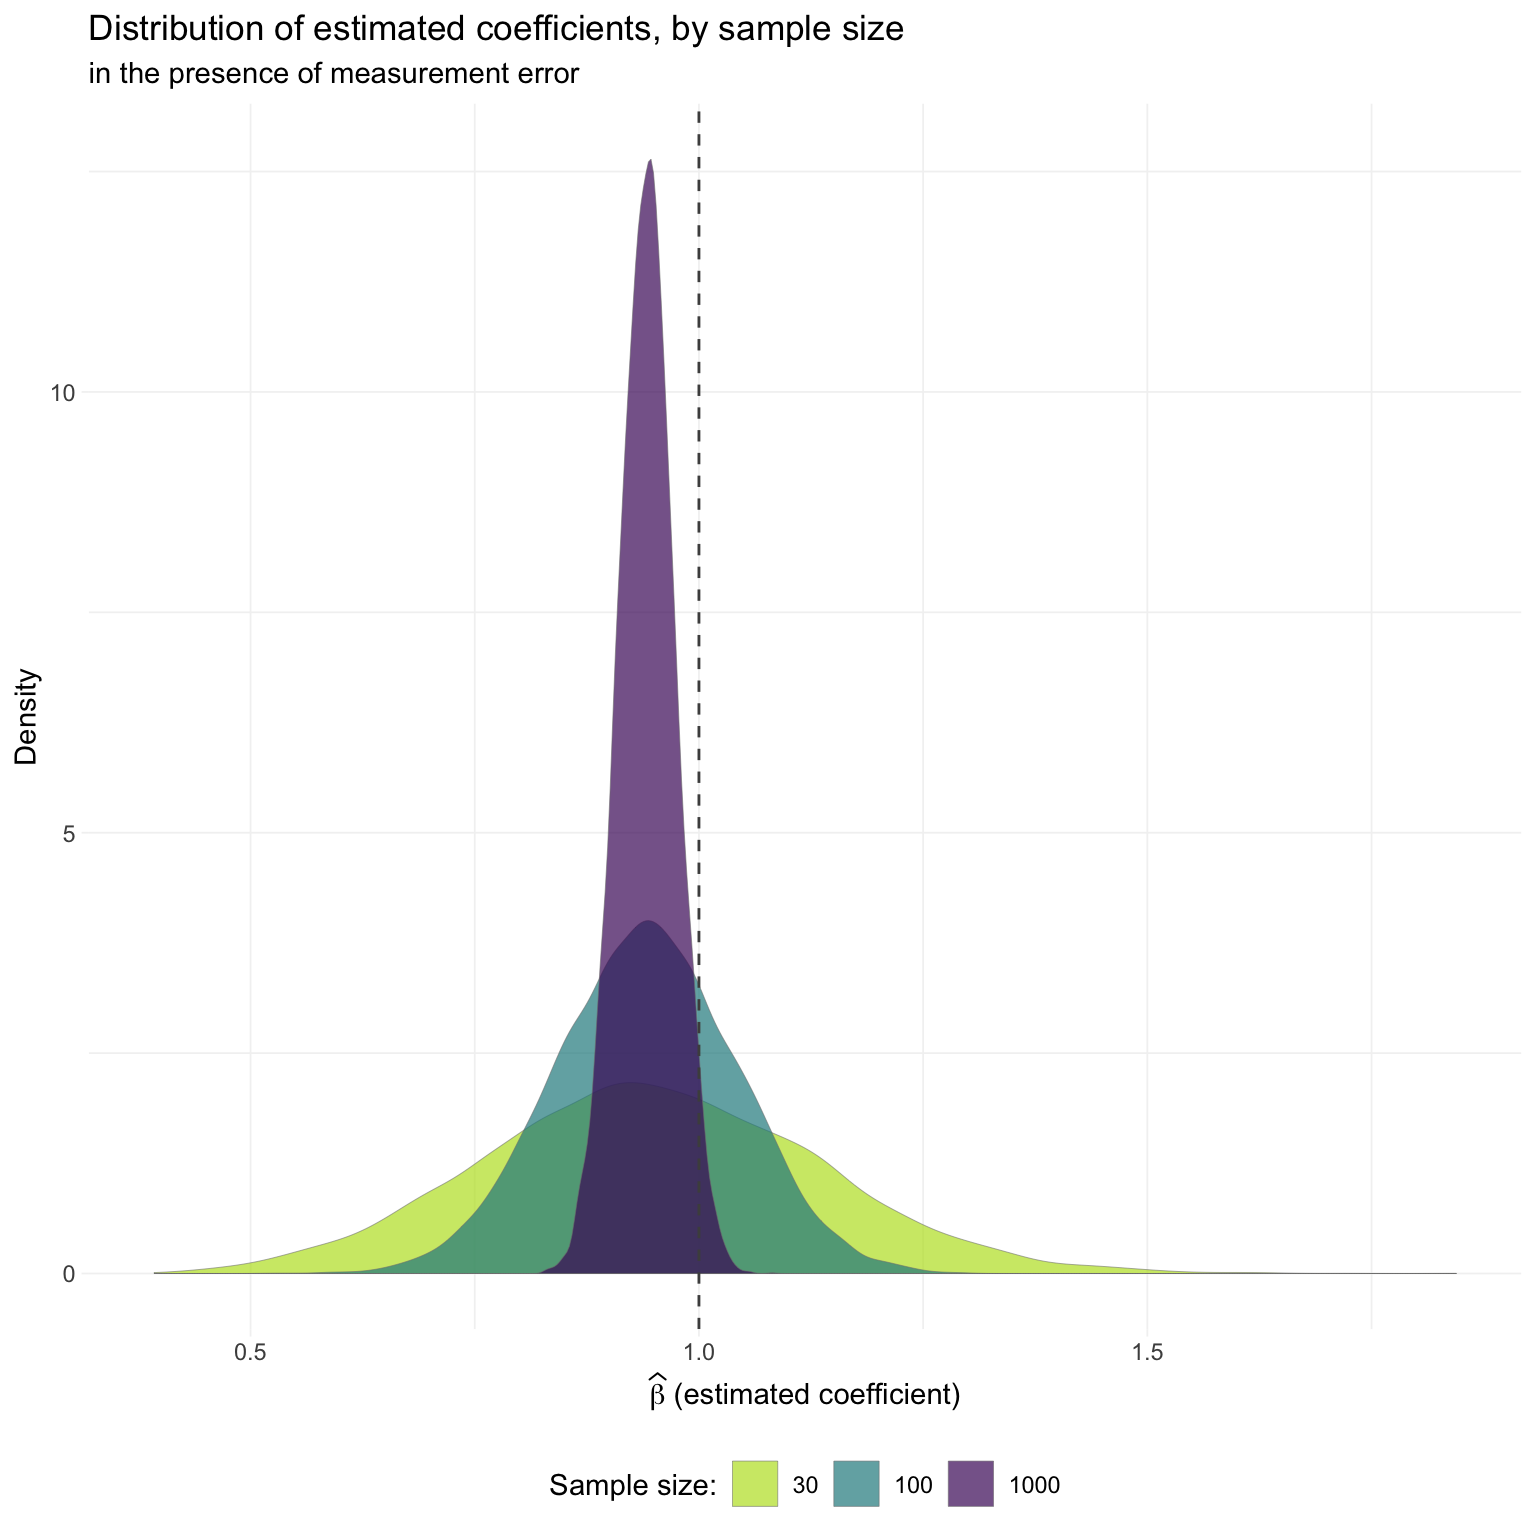 Distribution of estimated coefficients, by sample size
in the presence of measurement error
Density
10
5
0
0.5 1.0 1.5
β̂ (estimated coefficient)
Sample size: 30 100 1000